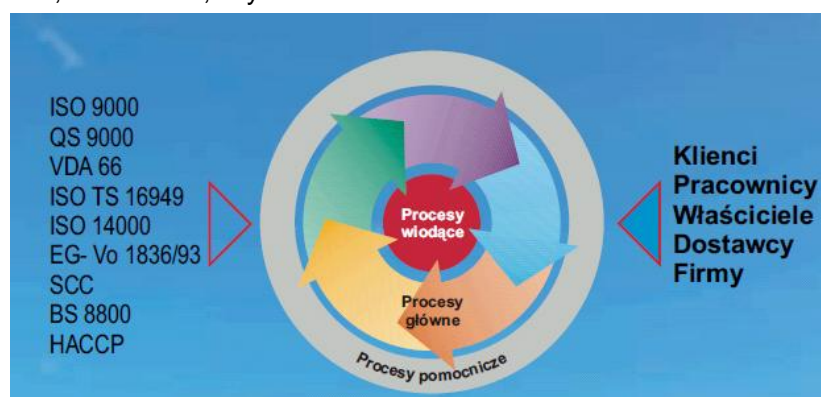 ISO 9000
QS 9000
VDA 66
ISO TS 16949
ISO 14000
EG- Vo 1836/93
SCC
BS 8800
HACCP
Procesy
wiodące
Procesy
główne
Procesy pomocnicze
Klienci
Pracownicy
Właściciele
Dostawcy
Firmy